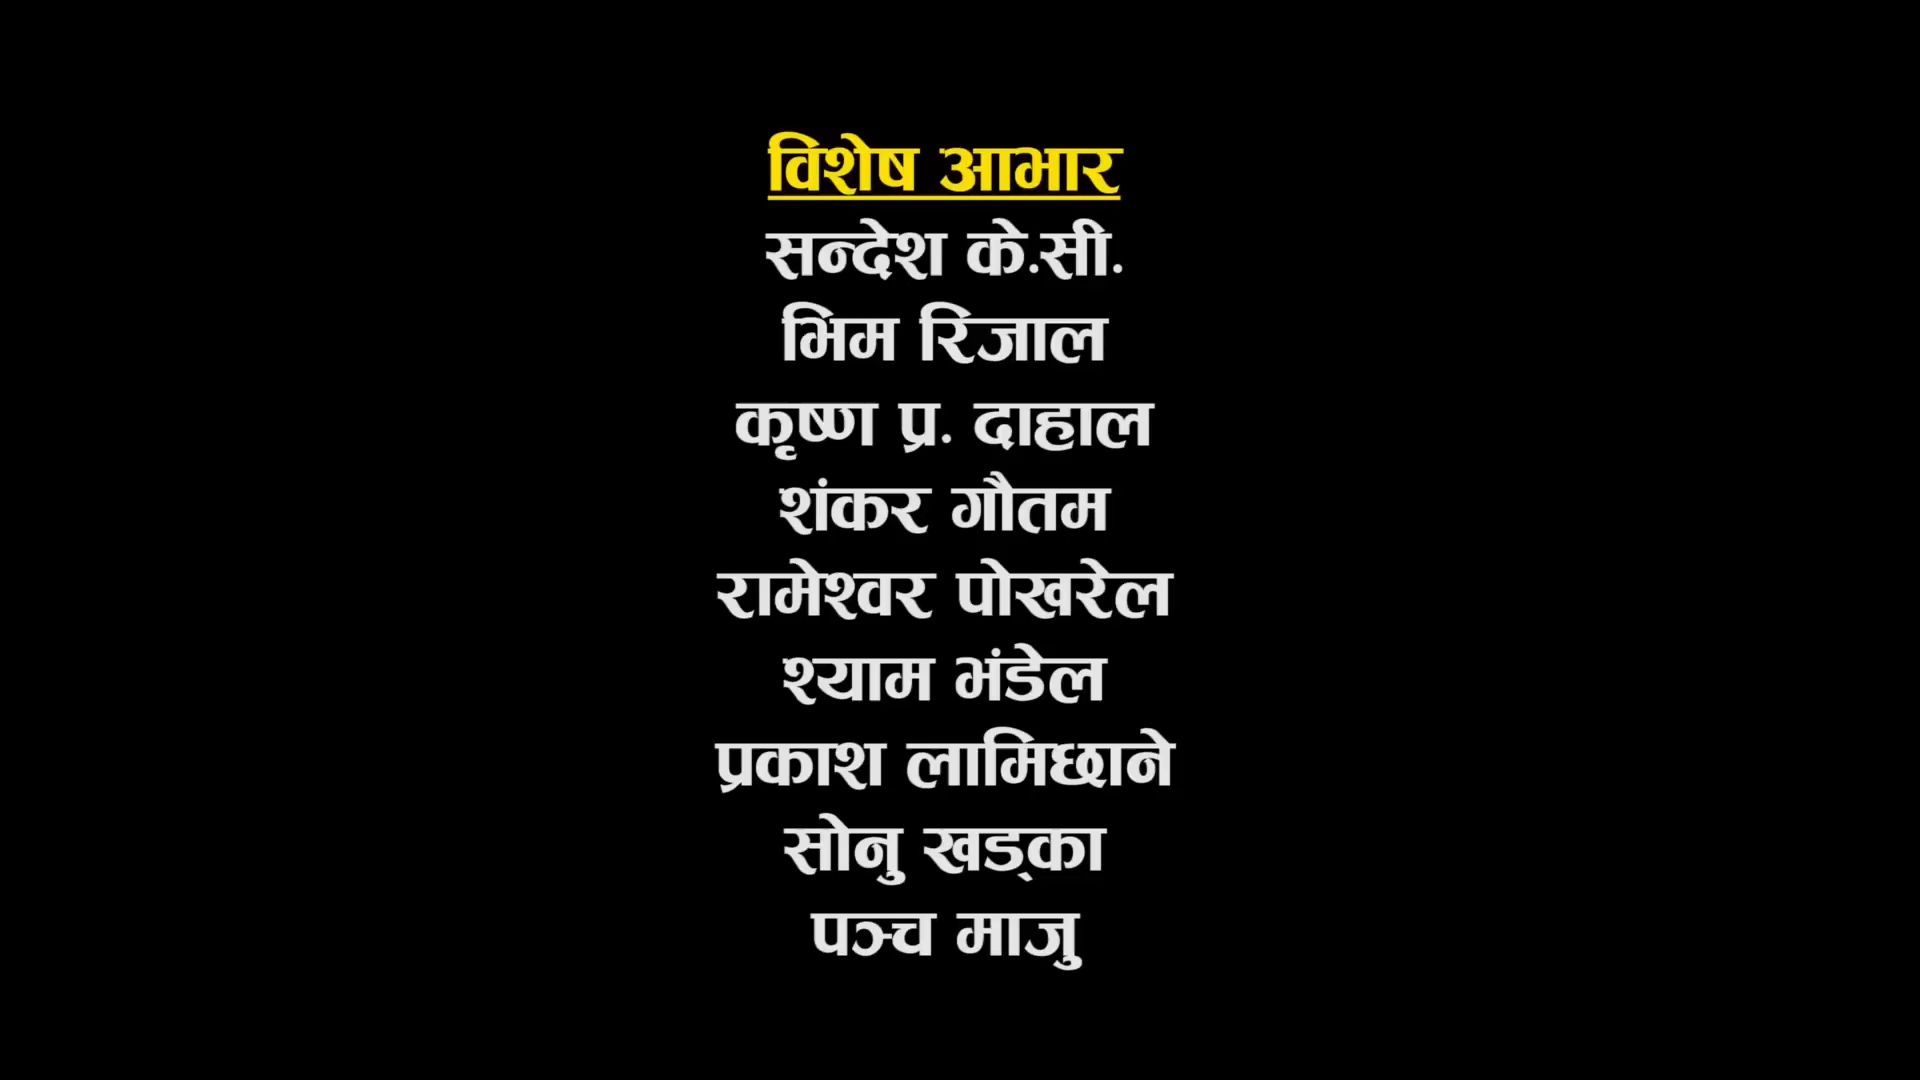 विशेष आभार
सन्देश के.सी.
भिम रिजाल
कृष्ण प्र. दाहाल
शंकर गौतम
रामेश्वर पोखरेल
श्याम भंडेल
प्रकाश लामिछाने
सोनु खड्का
पञ्च माजु